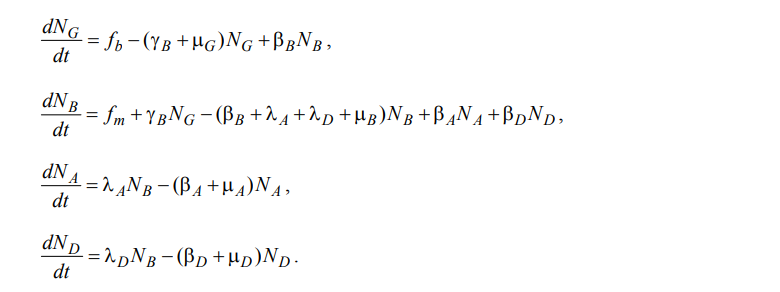 dN_G/dt = f_b − (γ_B + μ_G)N_G + β_B N_B,
dN_B/dt = f_m + γ_B N_G − (β_B + λ_A + λ_D + μ_B)N_B + β_A N_A + β_D N_D,
dN_A/dt = λ_A N_B − (β_A + μ_A)N_A,
dN_D/dt = λ_D N_B − (β_D + μ_D)N_D.